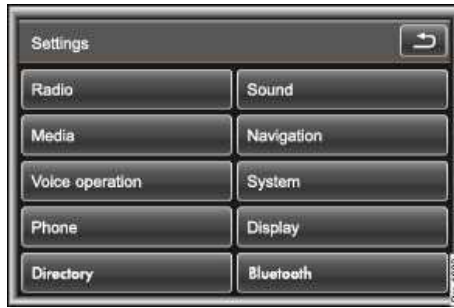 Settings
Radio
Sound
Media
Navigation
Voice operation
System
Phone
Display
Directory
Bluetooth